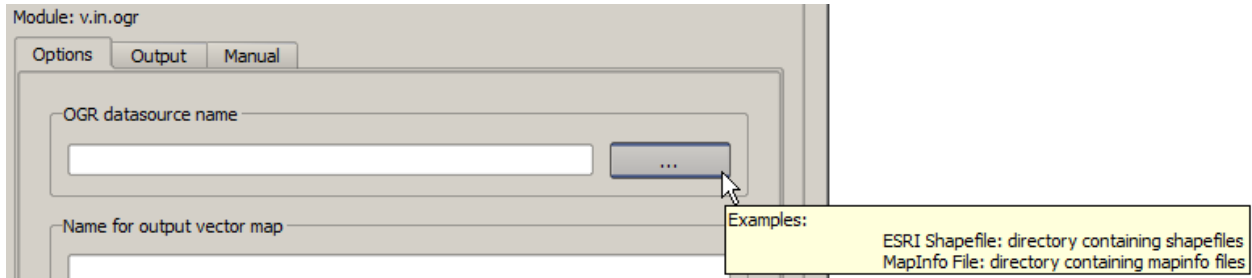 Module: v.in.ogr
Options Output Manual
OGR datasource name
...
Name for output vector map
Examples:
ESRI Shapefile: directory containing shapefiles
MapInfo File: directory containing mapinfo files